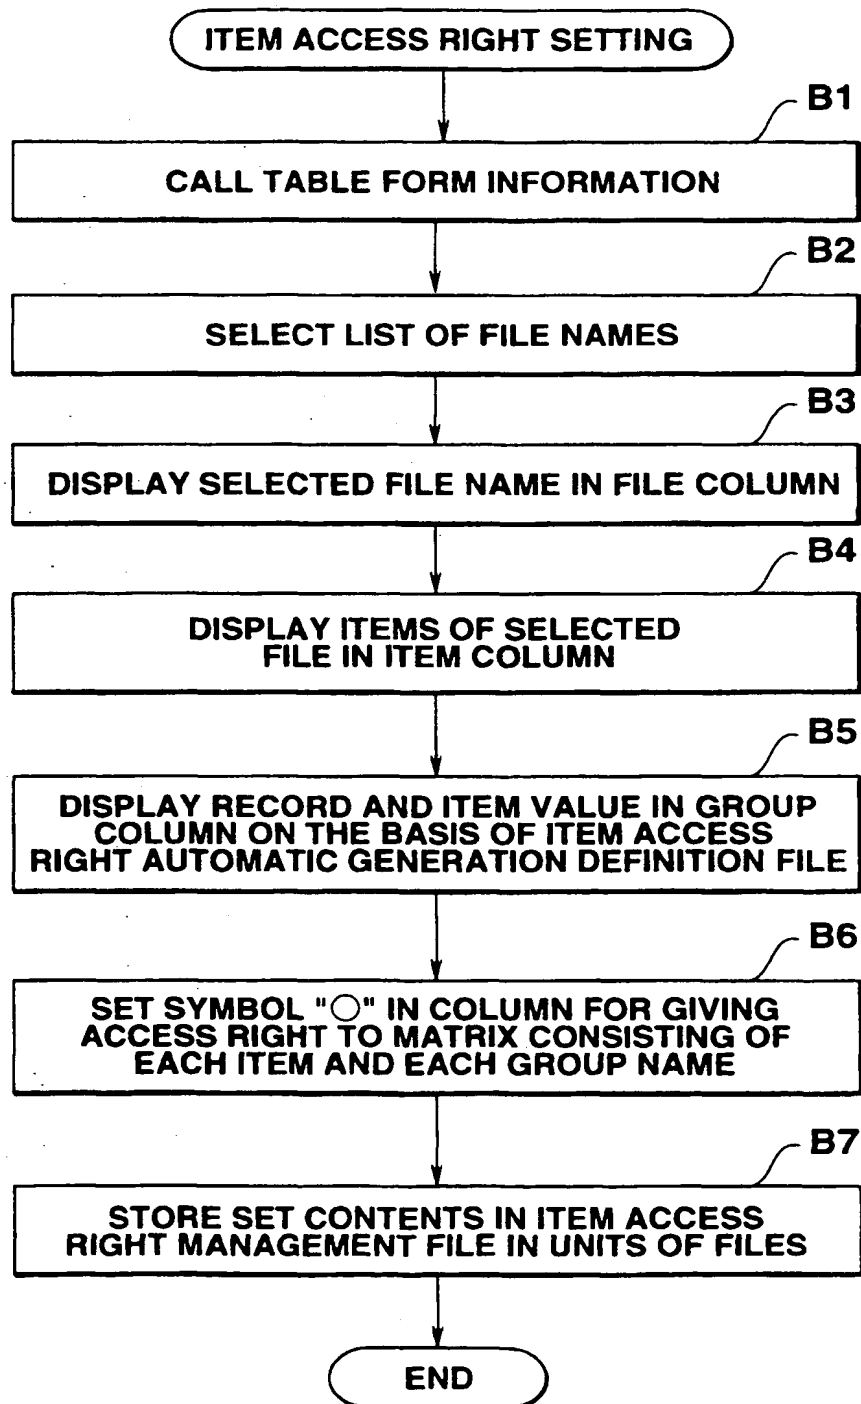 ITEM ACCESS RIGHT SETTING
B1
CALL TABLE FORM INFORMATION
B2
SELECT LIST OF FILE NAMES
B3
DISPLAY SELECTED FILE NAME IN FILE COLUMN
B4
DISPLAY ITEMS OF SELECTED
FILE IN ITEM COLUMN
B5
DISPLAY RECORD AND ITEM VALUE IN GROUP
COLUMN ON THE BASIS OF ITEM ACCESS
RIGHT AUTOMATIC GENERATION DEFINITION FILE
B6
SET SYMBOL "○" IN COLUMN FOR GIVING
ACCESS RIGHT TO MATRIX CONSISTING OF
EACH ITEM AND EACH GROUP NAME
B7
STORE SET CONTENTS IN ITEM ACCESS
RIGHT MANAGEMENT FILE IN UNITS OF FILES
END